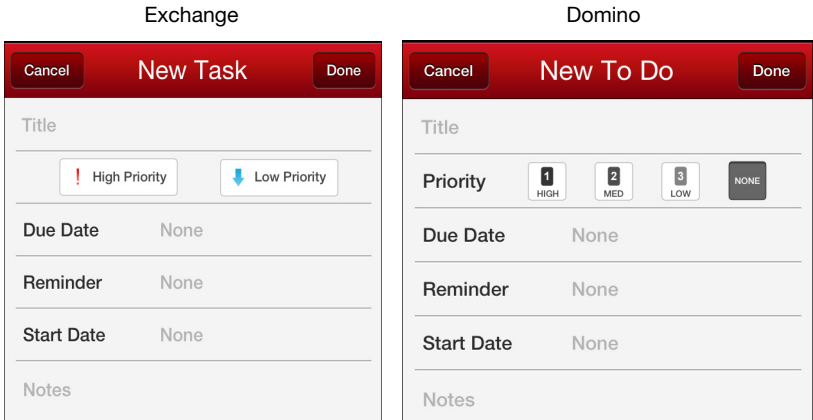 Exchange
Cancel New Task Done
Title
! High Priority Low Priority
Due Date None
Reminder None
Start Date None
Notes
Domino
Cancel New To Do Done
Title
Priority 1 HIGH 2 MED 3 LOW NONE
Due Date None
Reminder None
Start Date None
Notes